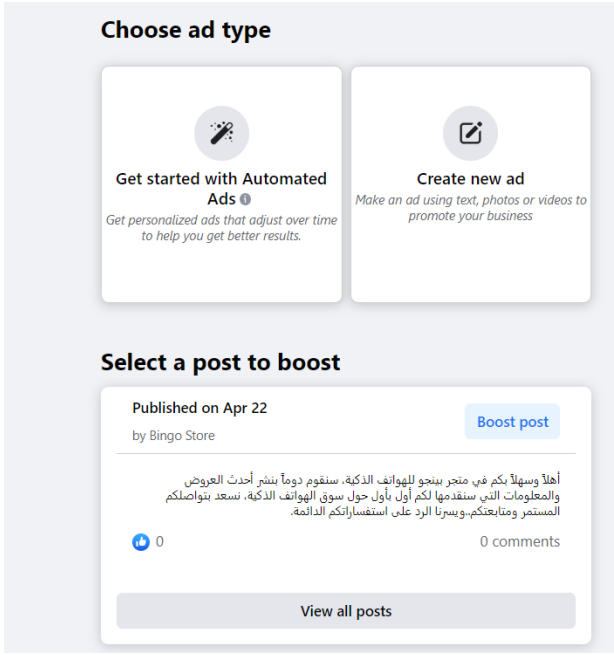 Choose ad type
Get started with Automated
Ads
Get personalized ads that adjust over time
to help you get better results.
Create new ad
Make an ad using text, photos or videos to
promote your business
Select a post to boost
Published on Apr 22
by Bingo Store
Boost post
أهلاً وسهلاً بكم في متجر بينجو للهواتف الذكية، سنقوم دوماً بنشر أحدث العروض
والمعلومات التي سنقدمها لكم أول بأول حول سوق الهواتف الذكية، نسعد بتواصلكم
المستمر ومتابعتكم..ويسرنا الرد على استفساراتكم الدائمة.
0
0 comments
View all posts